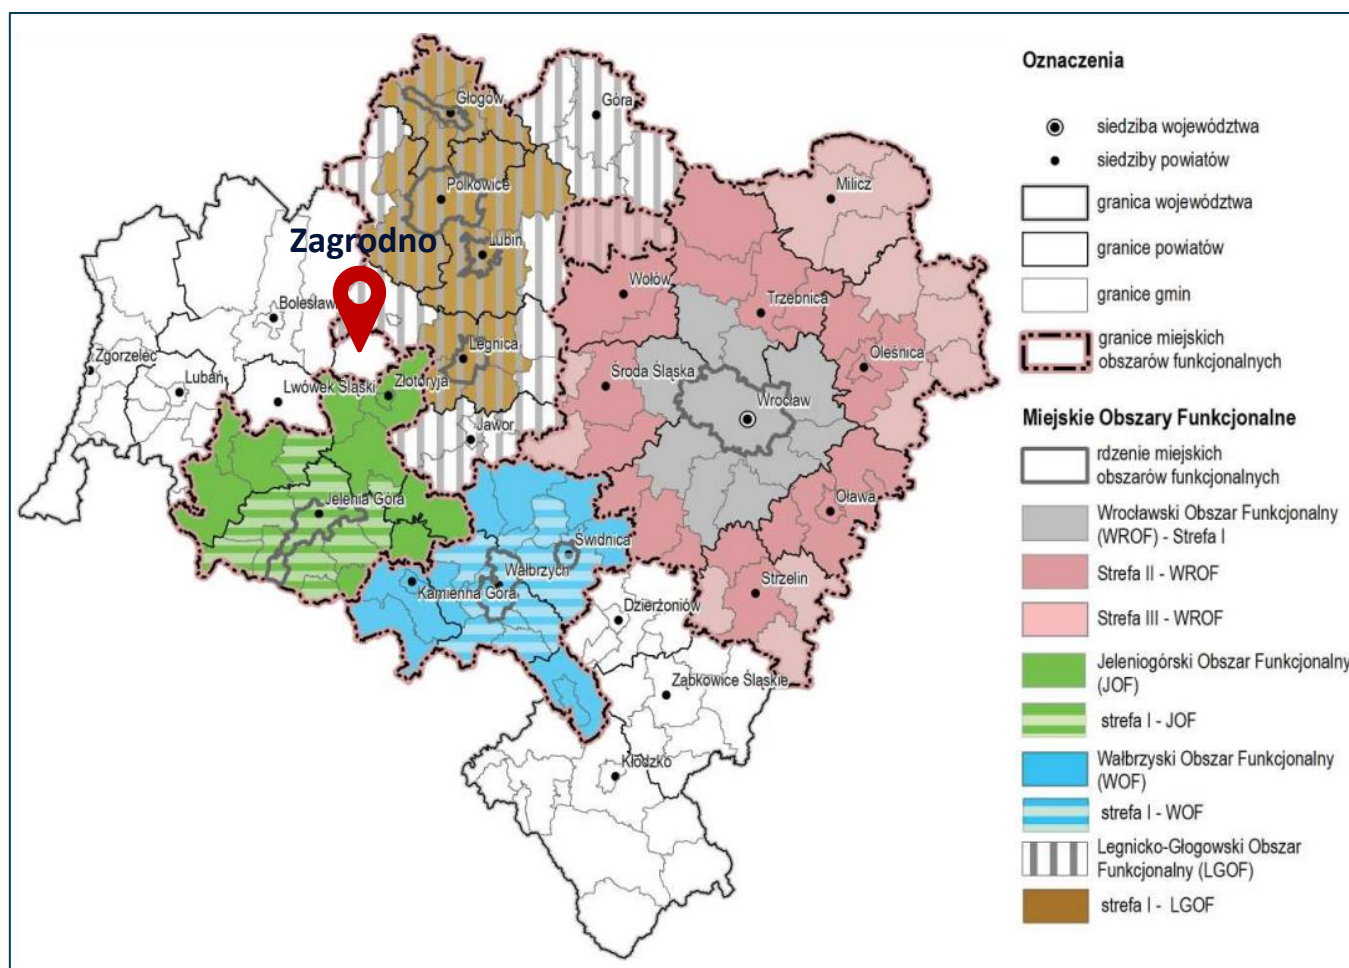 Głogów
Góra
Polkowice
Milicz
Lubin
Zagrodno
Wołów
Trzebnica
Legnica
Oleśnica
Środa Śląska
Zgorzelec
Lubań
Lwówek Śląski
Złotoryja
Wrocław
Jawor
Jelenia Góra
Oława
Świdnica
Wałbrzych
Kamienna Góra
Strzelin
Dzierżoniów
Ząbkowice Śląskie
Kłodzko
Oznaczenia
siedziba województwa
siedziby powiatów
granica województwa
granice powiatów
granice gmin
granice miejskich
obszarów funkcjonalnych
Miejskie Obszary Funkcjonalne
rdzenie miejskich
obszarów funkcjonalnych
Wrocławski Obszar Funkcjonalny
(WROF) - Strefa I
Strefa II - WROF
Strefa III - WROF
Jeleniogórski Obszar Funkcjonalny
(JOF)
strefa I - JOF
Wałbrzyski Obszar Funkcjonalny
(WOF)
strefa I - WOF
Legnicko-Głogowski Obszar
Funkcjonalny (LGOF)
strefa I - LGOF